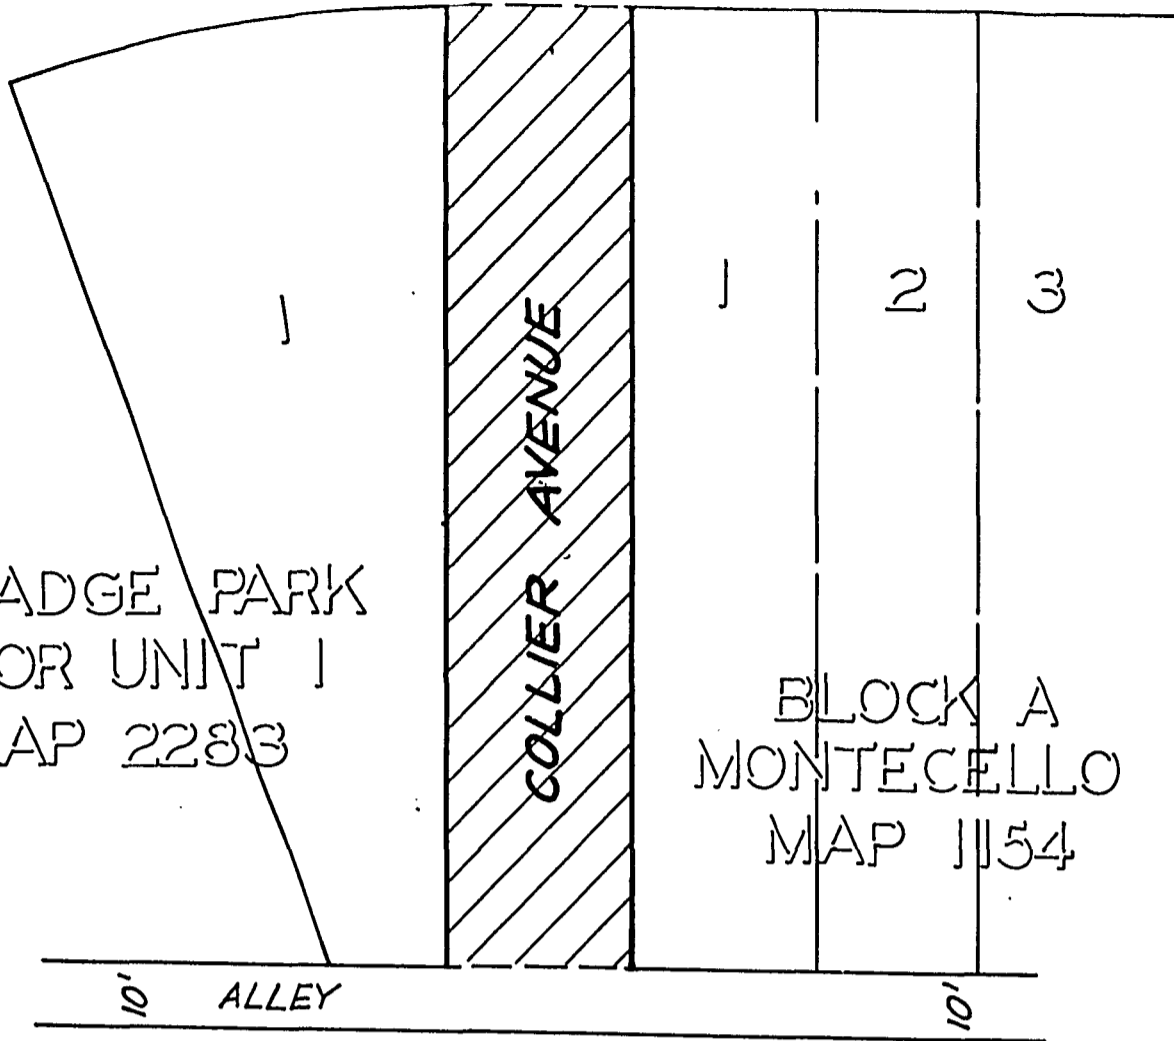 1
1
2
3
COLLIER AVENUE
ADGE PARK
OR UNIT 1
AP 2283
BLOCK A
MONTECELLO
MAP 1154
10'
ALLEY
10'